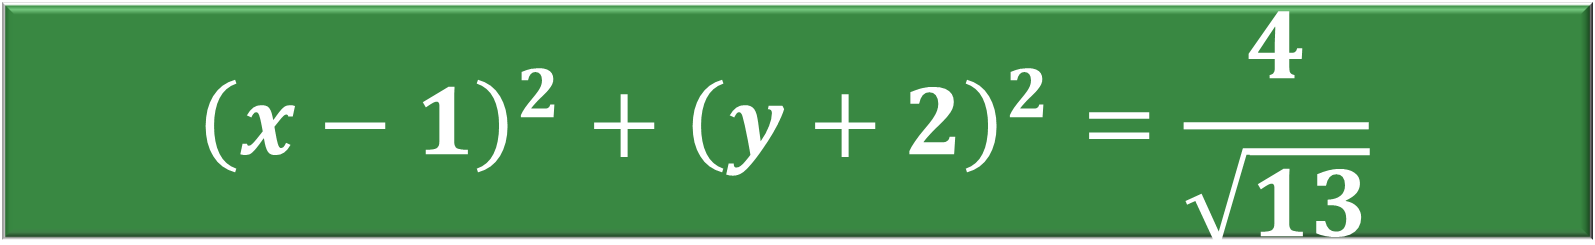 (x − 1)² + (y + 2)² = 4/√13